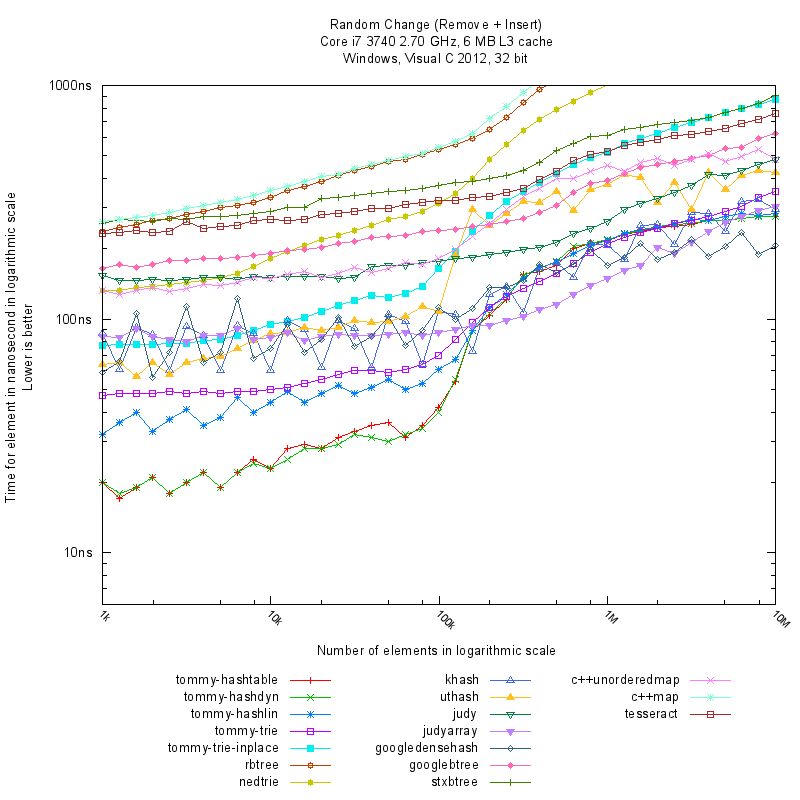 Random Change (Remove + Insert)
Core i7 3740 2.70 GHz, 6 MB L3 cache
Windows, Visual C 2012, 32 bit
1000ns
100ns
10ns
Time for element in nanosecond in logarithmic scale
Lower is better
1k
10k
100k
1M
10M
Number of elements in logarithmic scale
tommy-hashtable
tommy-hashdyn
tommy-hashlin
tommy-trie
tommy-trie-inplace
rbtree
nedtrie
khash
uthash
judy
judyarray
googledensehash
googlebtree
stxbtree
c++unorderedmap
c++map
tesseract